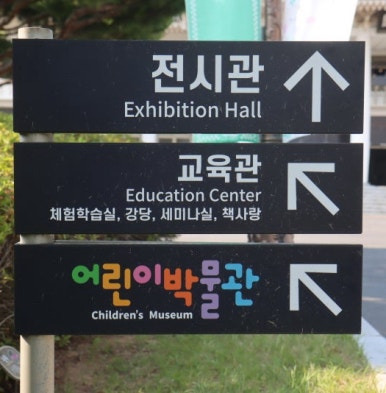 전시관
Exhibition Hall
교육관
Education Center
체험학습실, 강당, 세미나실, 책사랑
어린이박물관
Children's Museum